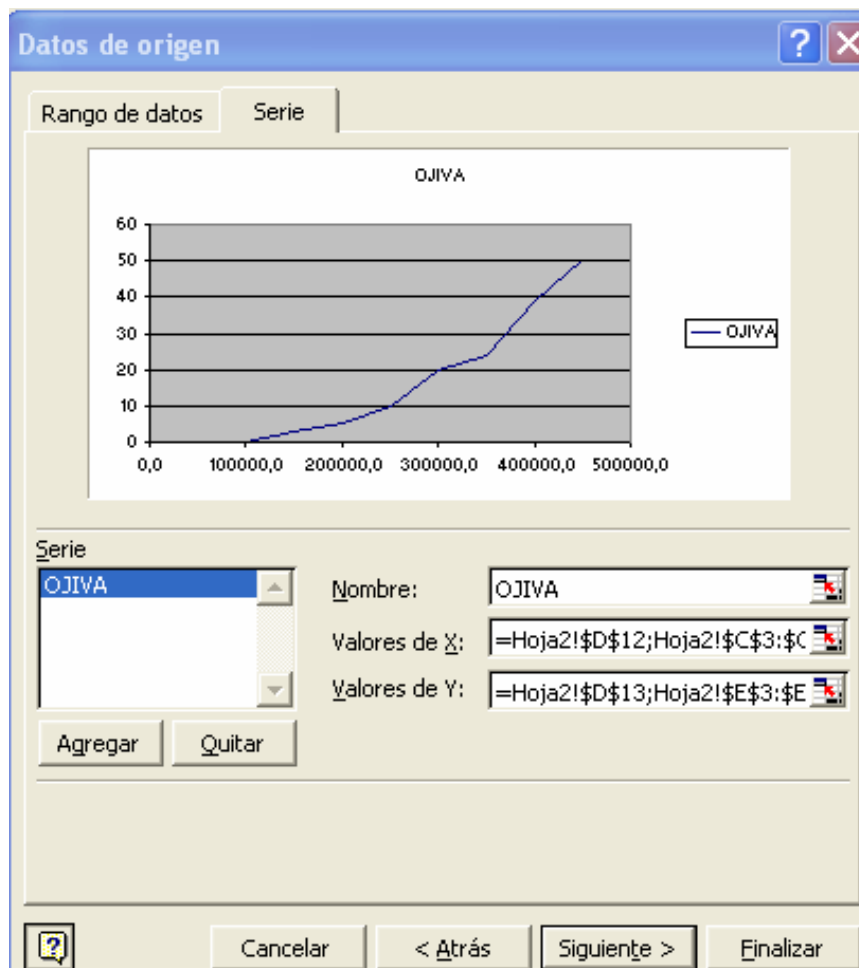 Datos de origen
Rango de datos Serie
OJIVA
60
50
40
30
20
10
0
0,0 100000,0 200000,0 300000,0 400000,0 500000,0
OJIVA
Serie
OJIVA
Nombre: OJIVA
Valores de X: =Hoja2!$D$12;Hoja2!$C$3:$C
Valores de Y: =Hoja2!$D$13;Hoja2!$E$3:$E
Agregar Quitar
Cancelar < Atrás Siguiente > Finalizar